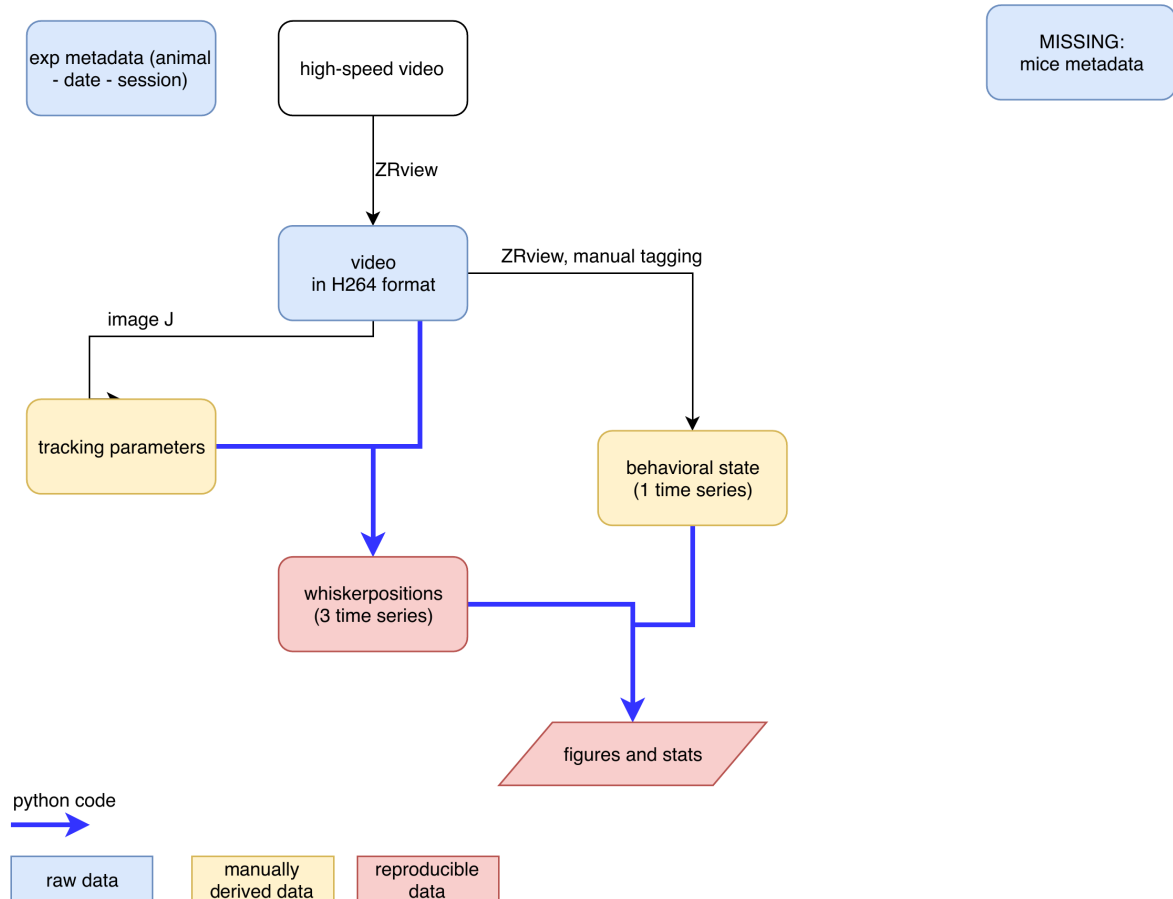 exp metadata (animal
- date - session)
high-speed video
MISSING:
mice metadata
ZRview
video
in H264 format
ZRview, manual tagging
image J
tracking parameters
behavioral state
(1 time series)
whiskerpositions
(3 time series)
figures and stats
python code
raw data
manually
derived data
reproducible
data